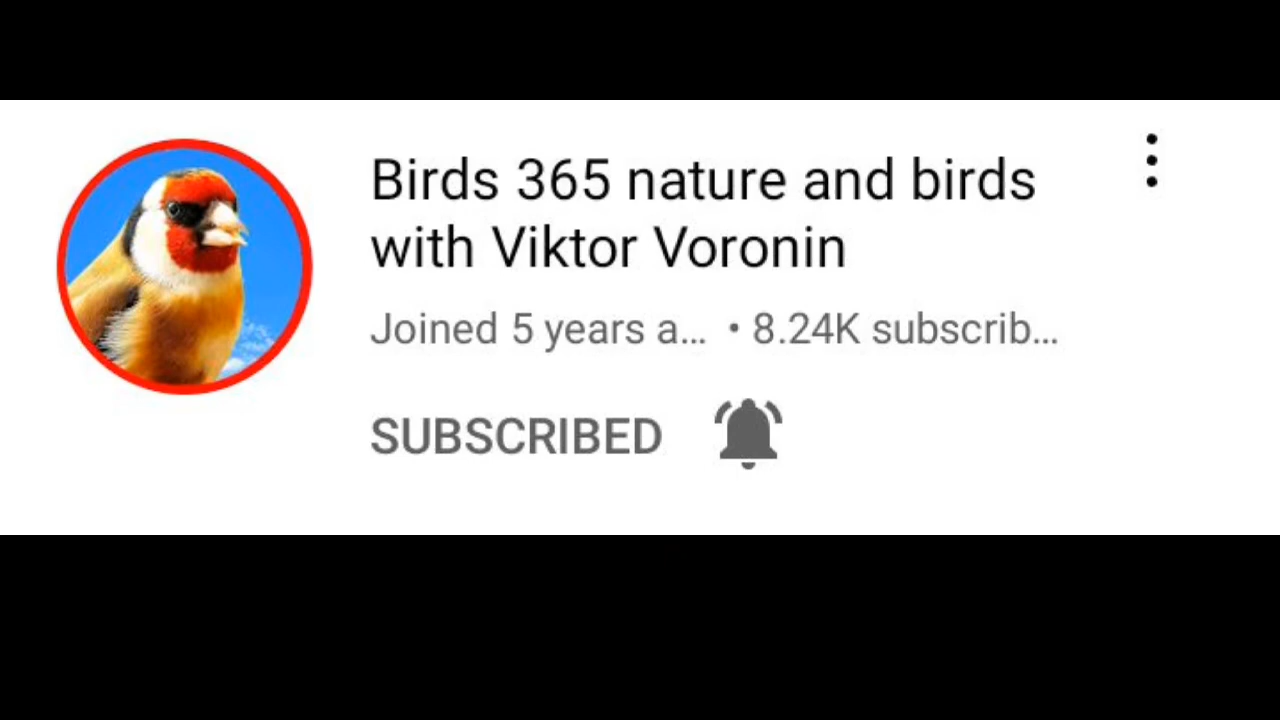 Birds 365 nature and birds
with Viktor Voronin
Joined 5 years a... • 8.24K subscrib...
SUBSCRIBED